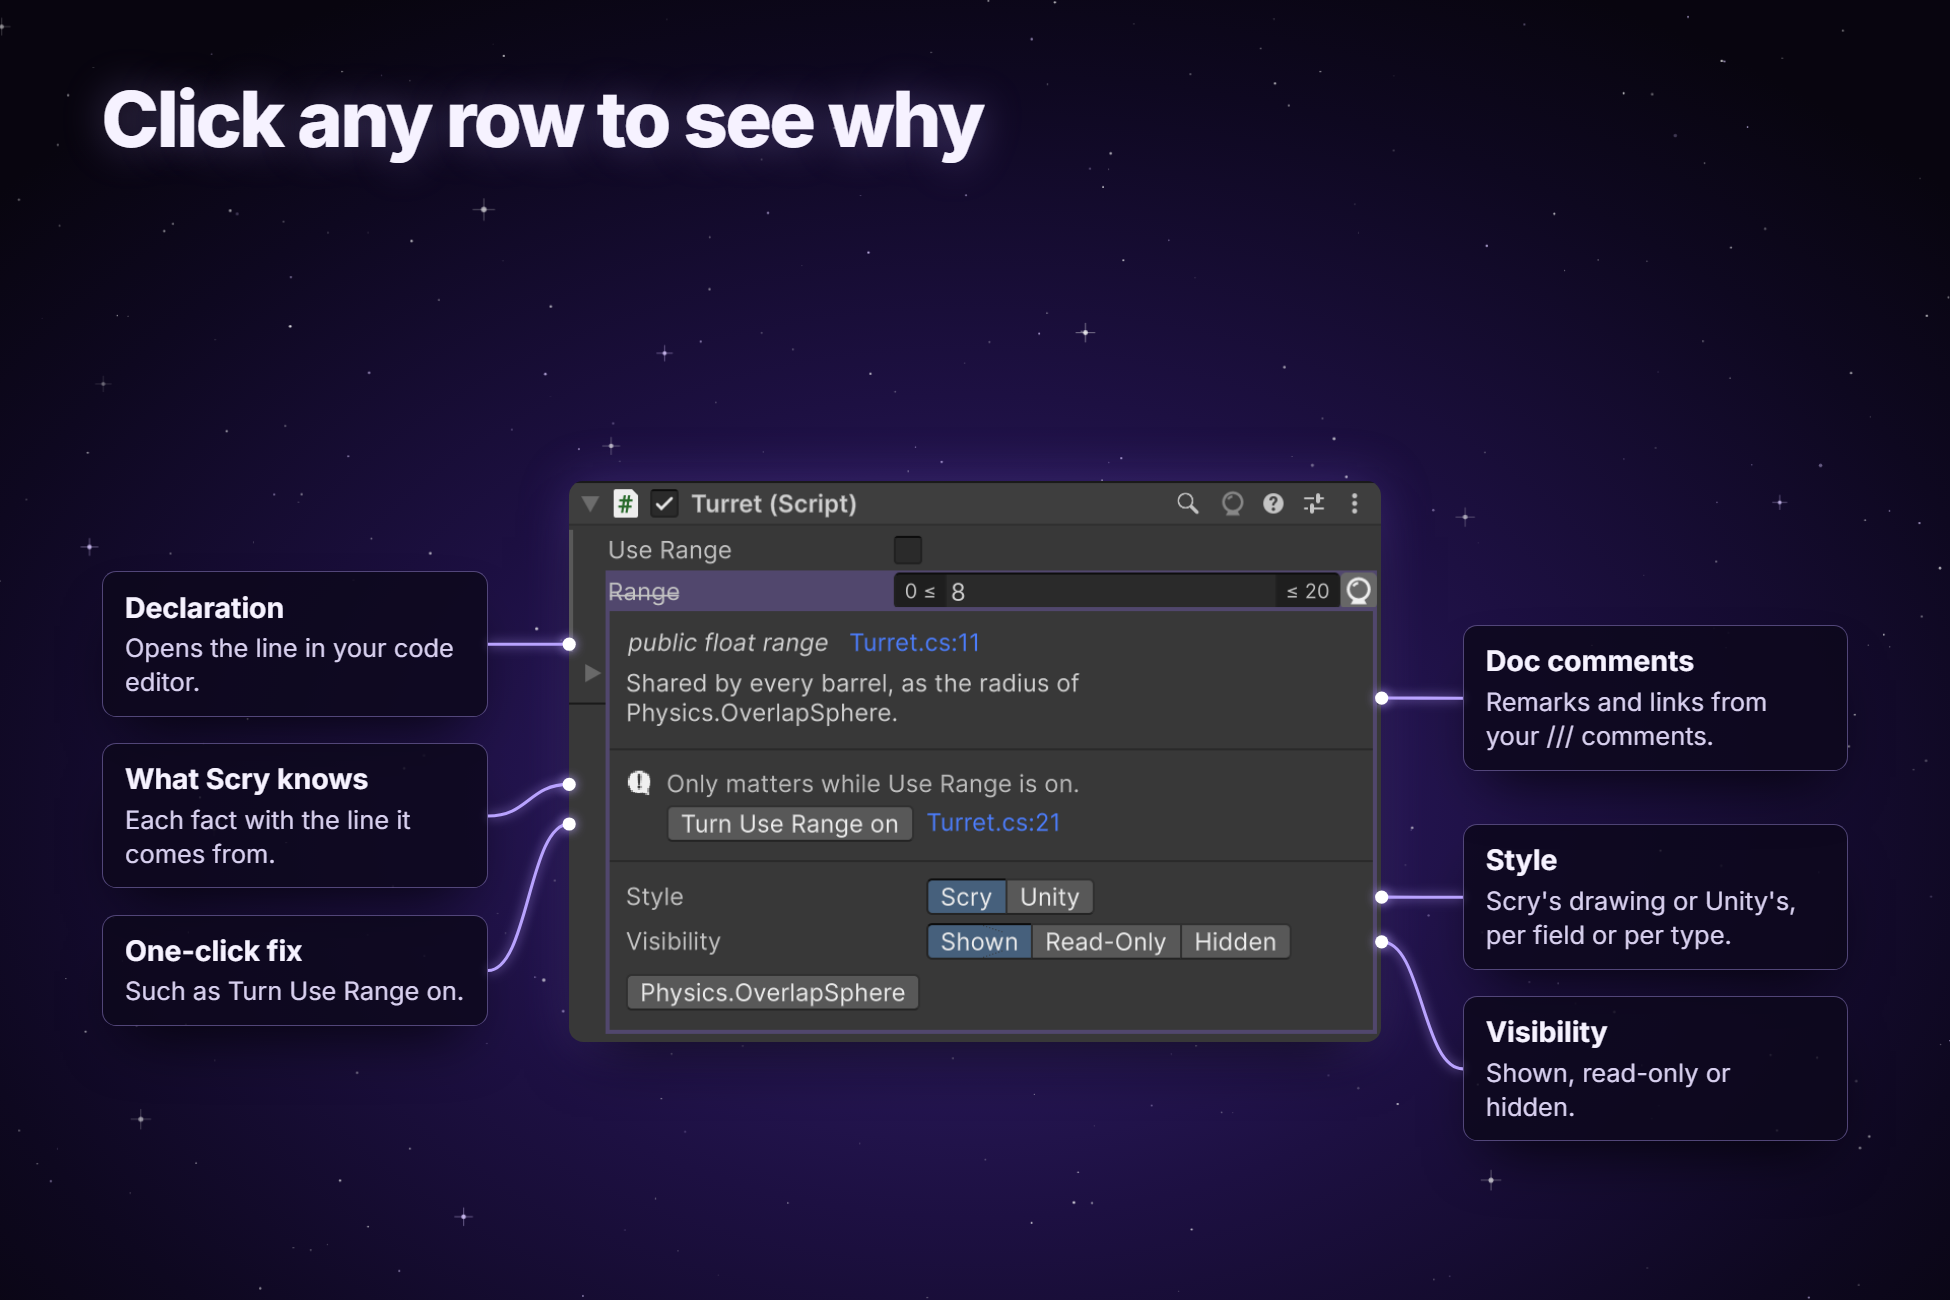 Click any row to see why
Turret (Script)
Use Range
Range
0 ≤ 8 ≤ 20
public float range Turret.cs:11
Shared by every barrel, as the radius of
Physics.OverlapSphere.
Only matters while Use Range is on.
Turn Use Range on Turret.cs:21
Style Scry Unity
Visibility Shown Read-Only Hidden
Physics.OverlapSphere
Declaration
Opens the line in your code
editor.
What Scry knows
Each fact with the line it
comes from.
One-click fix
Such as Turn Use Range on.
Doc comments
Remarks and links from
your /// comments.
Style
Scry's drawing or Unity's,
per field or per type.
Visibility
Shown, read-only or
hidden.